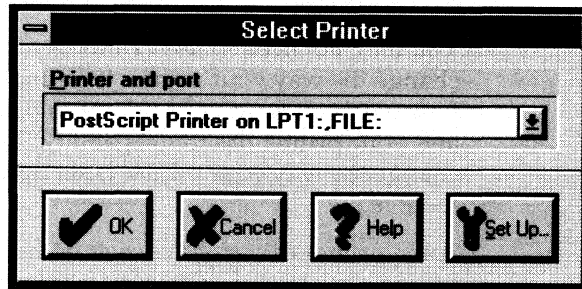 Select Printer
Printer and port
PostScript Printer on LPT1:,FILE:
OK Cancel Help Set Up...